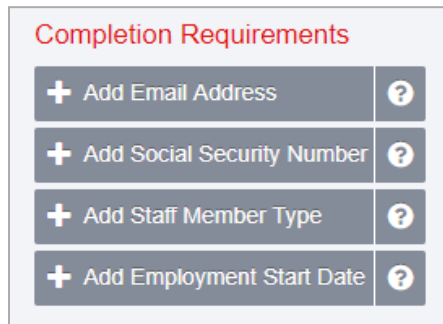 Completion Requirements
+ Add Email Address ?
+ Add Social Security Number ?
+ Add Staff Member Type ?
+ Add Employment Start Date ?